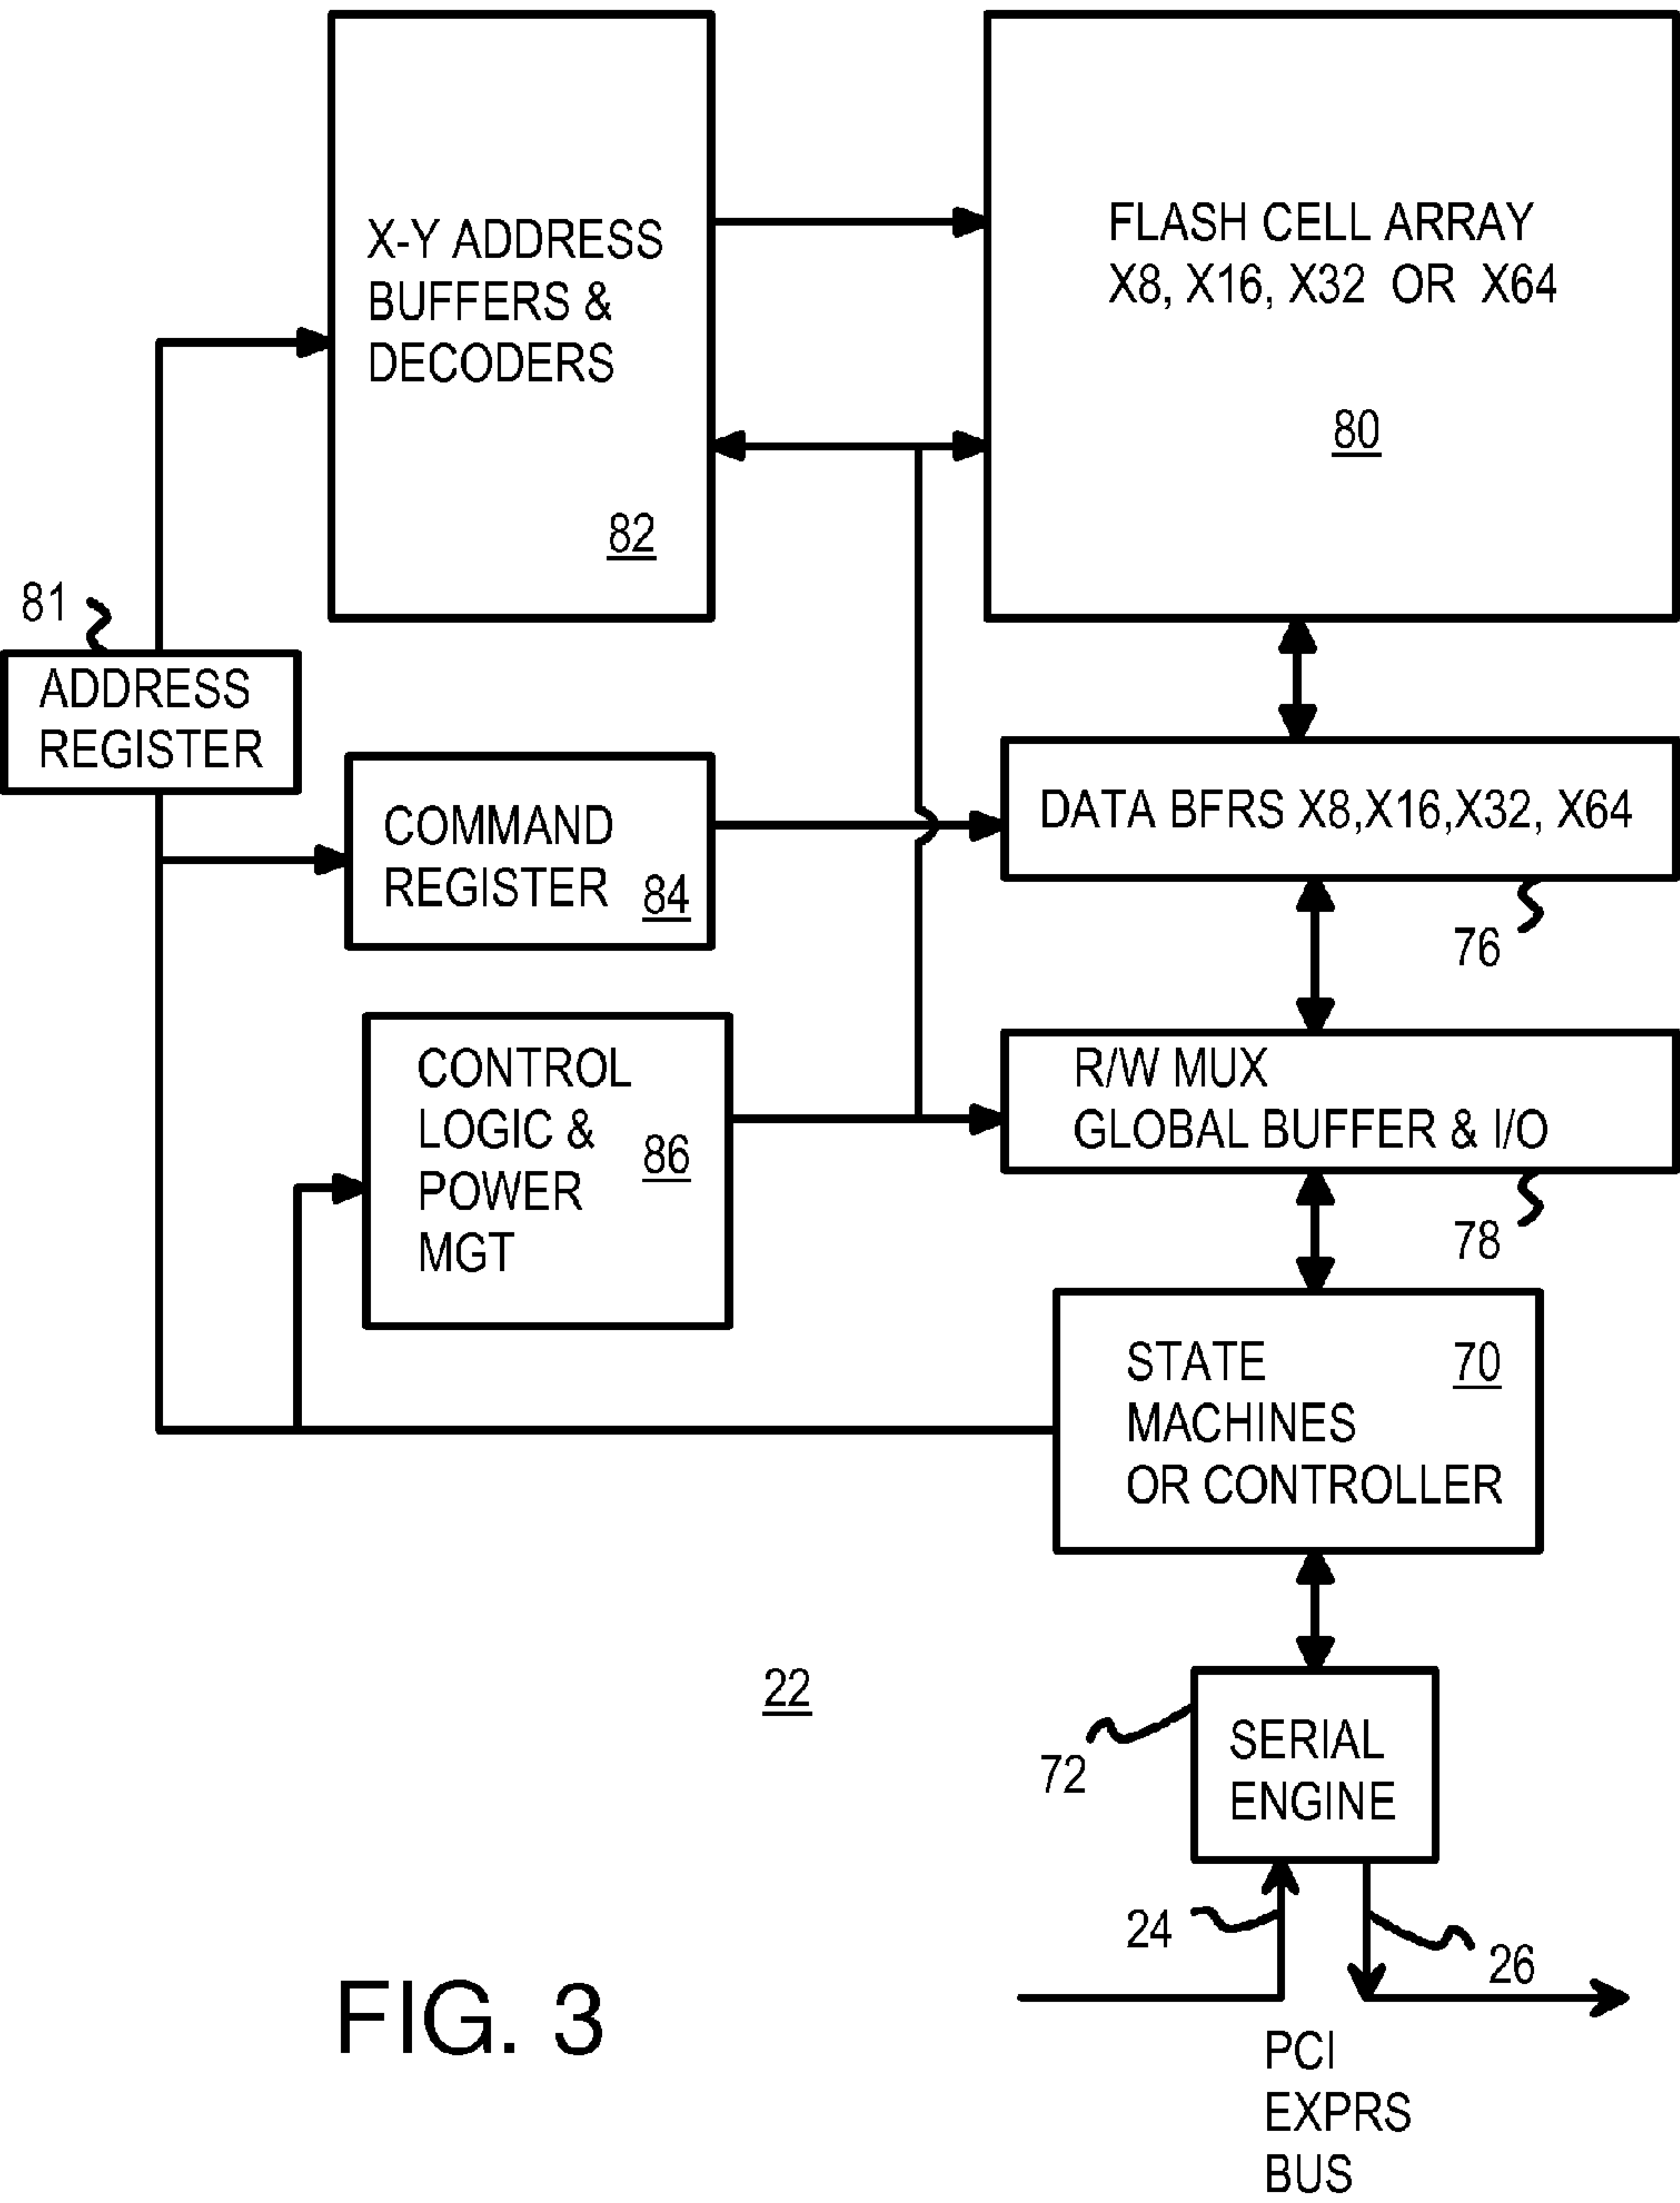 X-Y ADDRESS
BUFFERS &
DECODERS
82
FLASH CELL ARRAY
X8, X16, X32 OR X64
80
81
ADDRESS
REGISTER
COMMAND
REGISTER
84
DATA BFRS X8,X16,X32, X64
76
CONTROL
LOGIC &
POWER
MGT
86
R/W MUX
GLOBAL BUFFER & I/O
78
STATE
MACHINES
OR CONTROLLER
70
22
72
SERIAL
ENGINE
24
26
PCI
EXPRS
BUS
FIG. 3